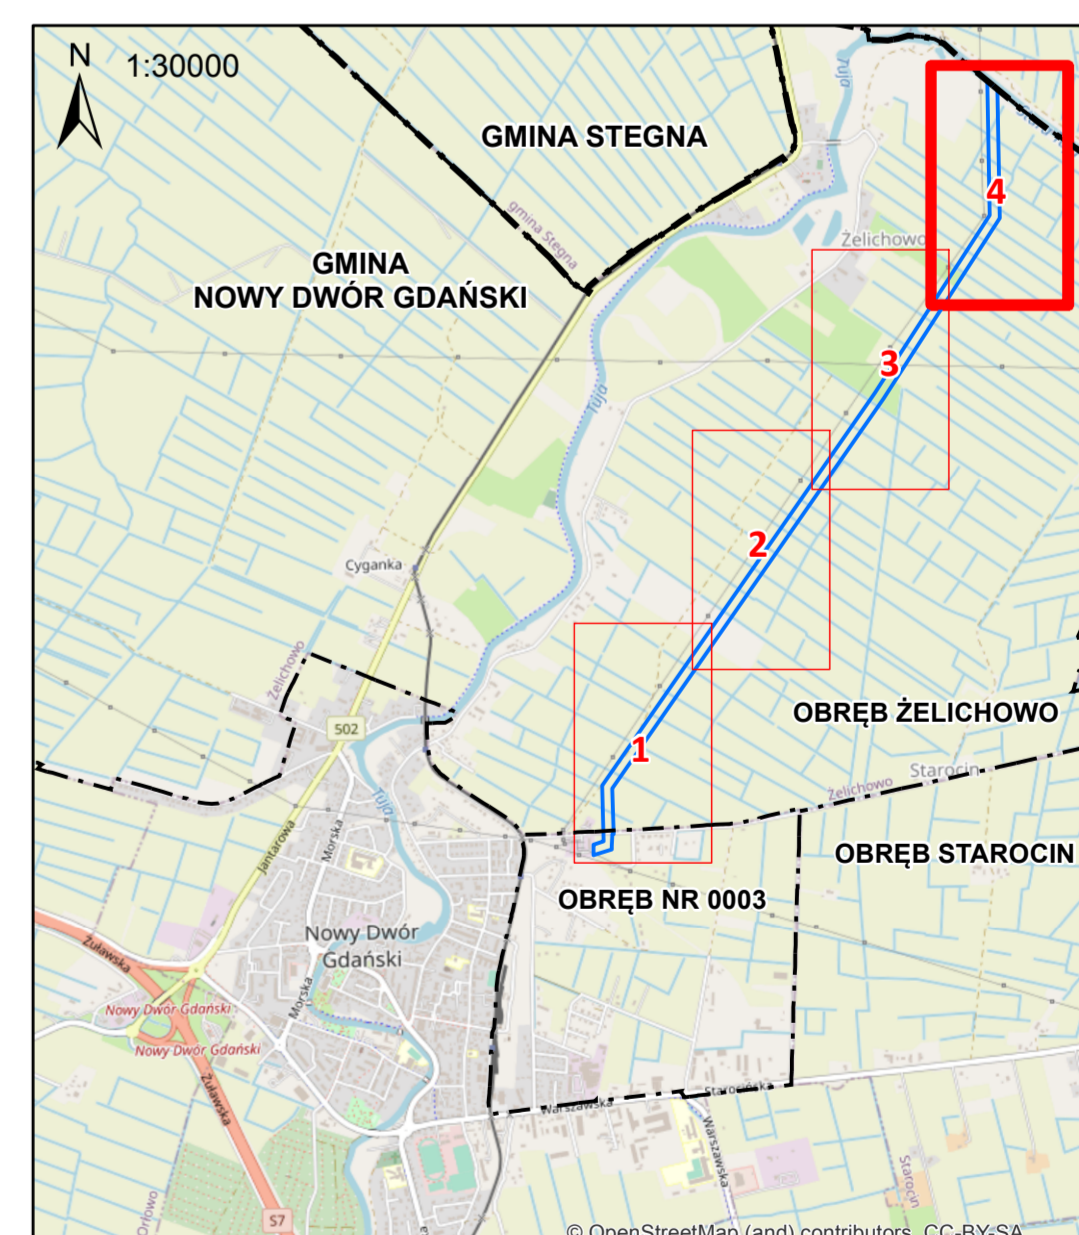 N
1:30000
Tuja
GMINA STEGNA
gmina Stegna
4
Żelichowo
GMINA
NOWY DWÓR GDAŃSKI
3
Tuja
2
Cyganka
Żelichowo
OBRĘB ŻELICHOWO
502
1
Starocin
Żelichowo
Tuja
Jantarowa
Morska
OBRĘB STAROCIN
OBRĘB NR 0003
Nowy Dwór
Gdański
Żuławska
Morska
Nowy Dwór Gdański
Nowy Dwór Gdański
Żuławska
Starocińska
Warszawska
Warszawska
Starocin
Orłowo
S7
© OpenStreetMap (and) contributors, CC-BY-SA